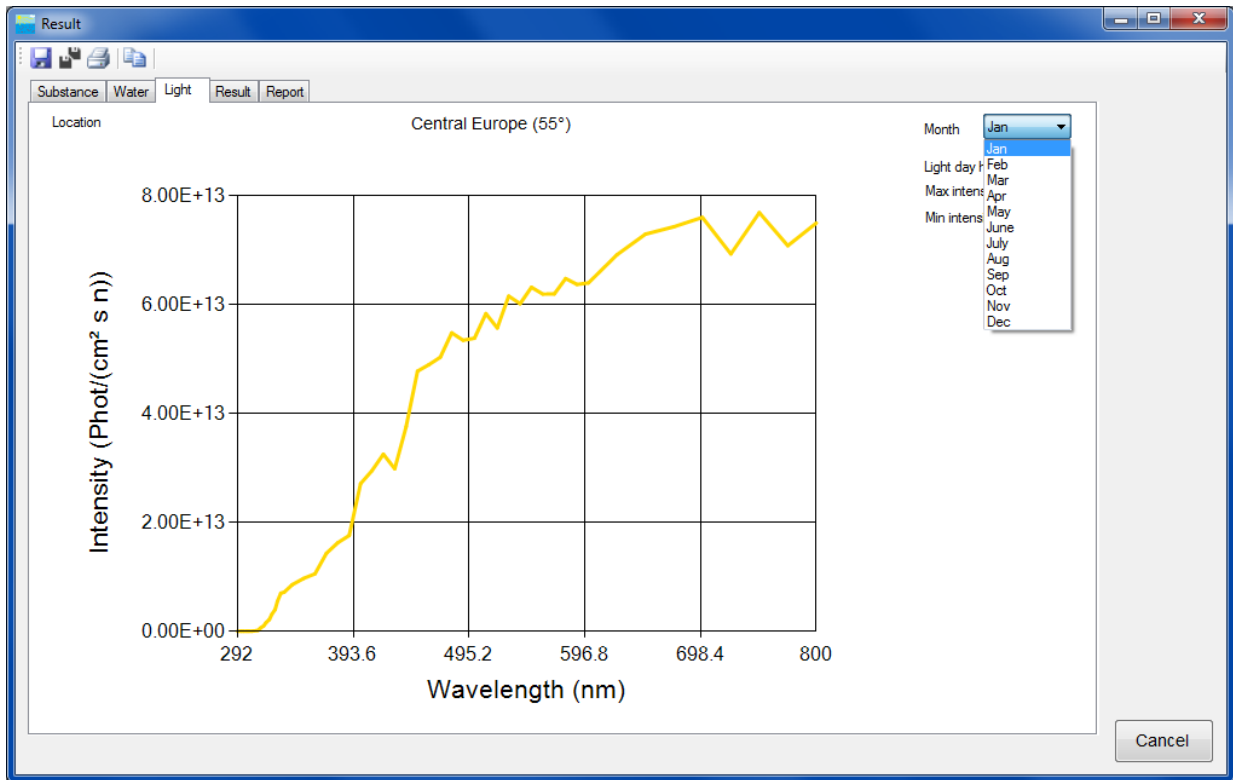 Result
Substance Water Light Result Report
Location
Central Europe (55°)
Month Jan
Jan
Feb
Mar
Apr
May
June
July
Aug
Sep
Oct
Nov
Dec
Light day h
Max intens
Min intens
8.00E+13
6.00E+13
4.00E+13
2.00E+13
0.00E+00
Intensity (Phot/(cm² s n))
292 393.6 495.2 596.8 698.4 800
Wavelength (nm)
Cancel